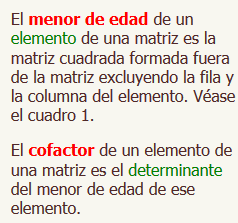 El menor de edad de un
elemento de una matriz es la
matriz cuadrada formada fuera
de la matriz excluyendo la fila y
la columna del elemento. Véase
el cuadro 1.
El cofactor de un elemento de
una matriz es el determinante
del menor de edad de ese
elemento.